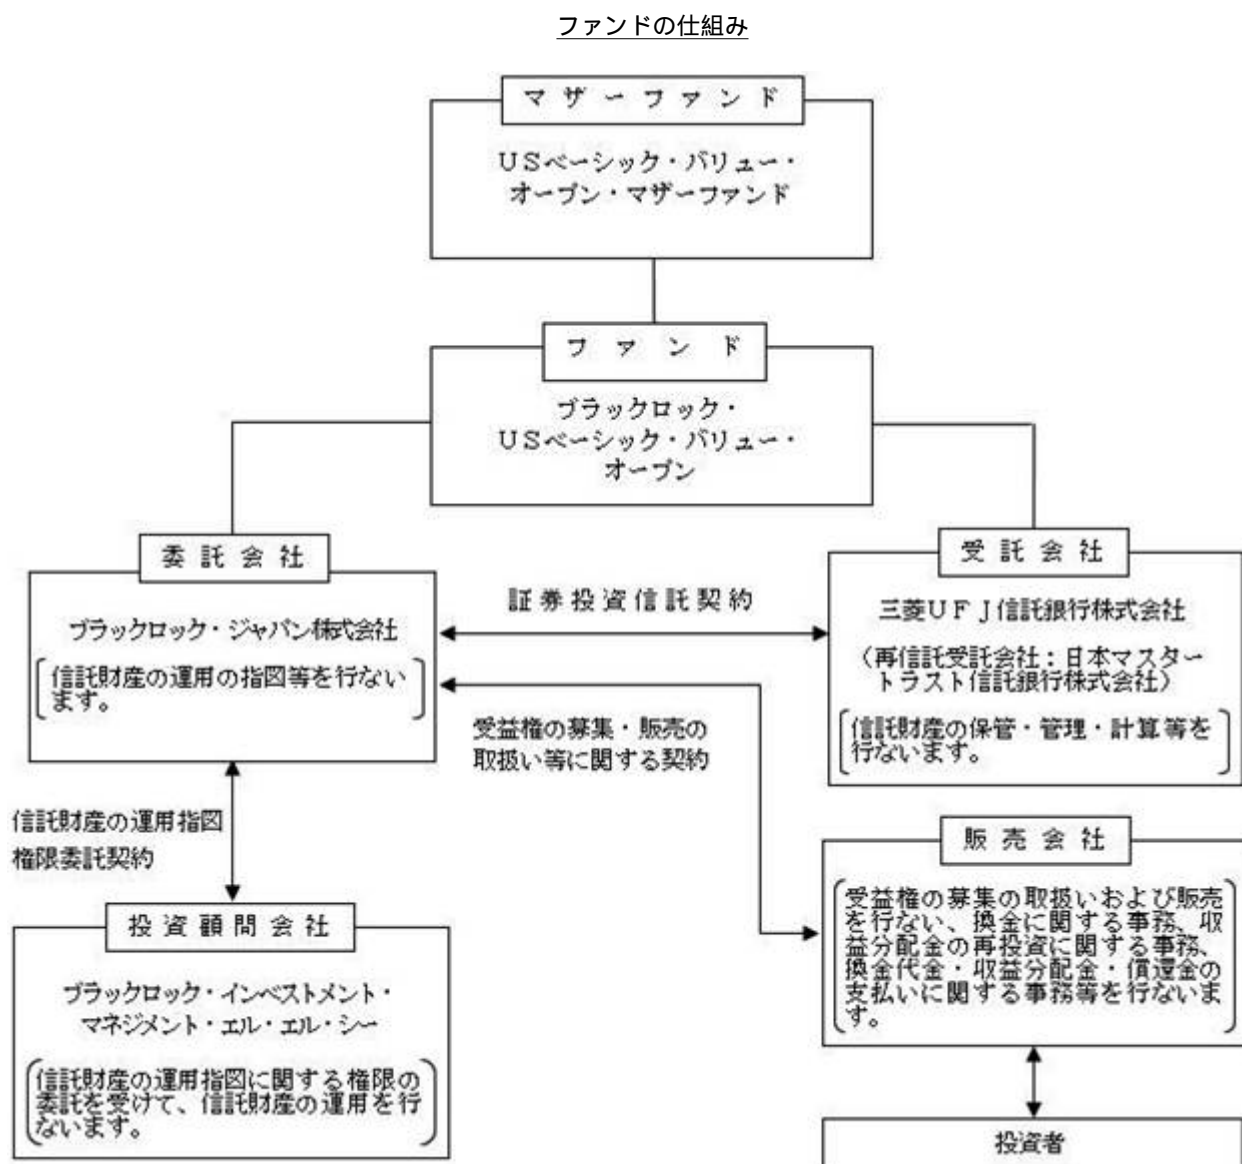 ファンドの仕組み
マザーファンド
USベーシック・バリュー・
オープン・マザーファンド
ファンド
ブラックロック・
USベーシック・バリュー・
オープン
委託会社
ブラックロック・ジャパン株式会社
信託財産の運用の指図等を行ない
ます。
証券投資信託契約
受託会社
三菱UFJ信託銀行株式会社
(再信託受託会社:日本マスター
トラスト信託銀行株式会社)
信託財産の保管・管理・計算等を
行ないます。
受益権の募集・販売の
取扱い等に関する契約
信託財産の運用指図
権限委託契約
投資顧問会社
ブラックロック・インベストメント・
マネジメント・エル・エル・シー
信託財産の運用指図に関する権限の
委託を受けて、信託財産の運用を行
ないます。
販売会社
受益権の募集の取扱いおよび販売
を行ない、換金に関する事務、収
益分配金の再投資に関する事務、
換金代金・収益分配金・償還金の
支払いに関する事務等を行ないま
す。
投資者